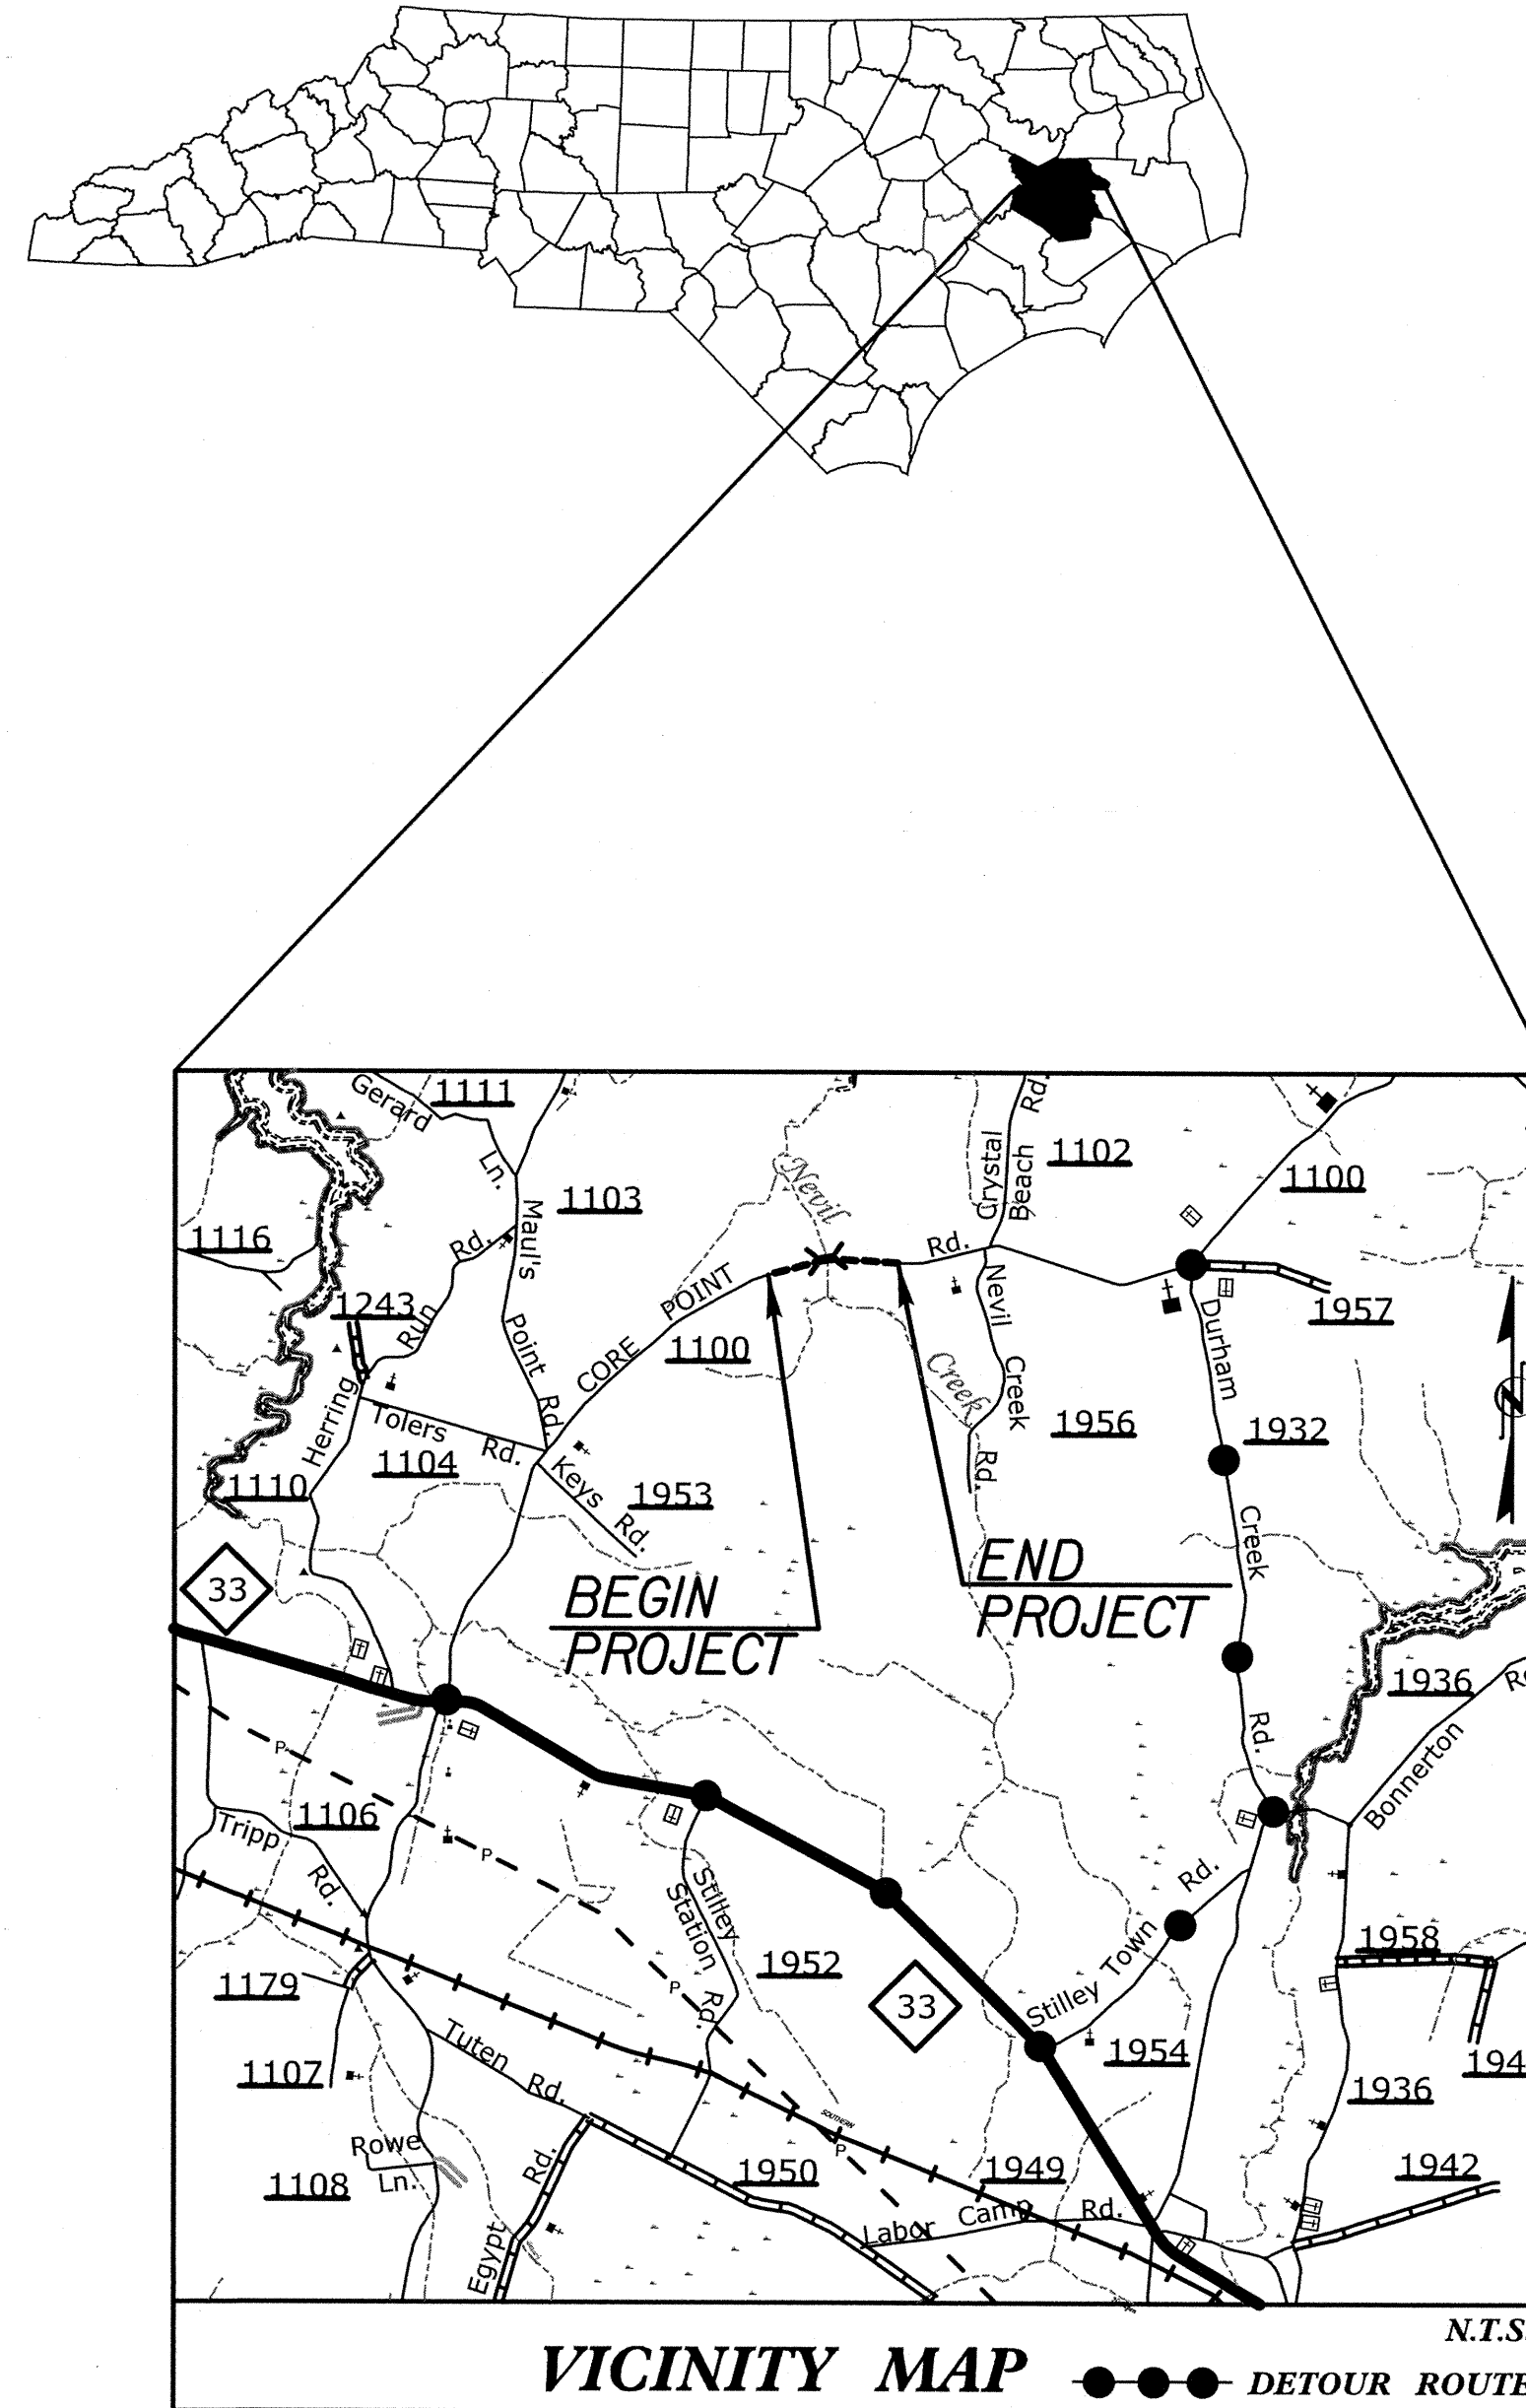 Gerard
Ln.
1111
1103
Maul's
Point
Rd.
1116
Rd.
Run
Herring
1243
Nevil
Creek
Crystal
Beach
Rd.
1102
1100
1957
CORE
POINT
Rd.
1100
Nevil
Creek
Rd.
1956
Durham
Creek
Rd.
1932
Tolers
Rd.
1104
1110
Keys
Rd.
1953
33
BEGIN
PROJECT
END
PROJECT
N
1936
Bonnerton
P
1106
Tripp
Rd.
P
Stilley
Station
Rd.
1952
P
33
Stilley Town
Rd.
1954
1958
1179
1107
Tuten
Rd.
1936
SOUTHERN
P
Rowe
Ln.
1108
Egypt
Rd.
1950
1949
Labor Camp Rd.
1942
N.T.S.
VICINITY MAP
DETOUR ROUTE